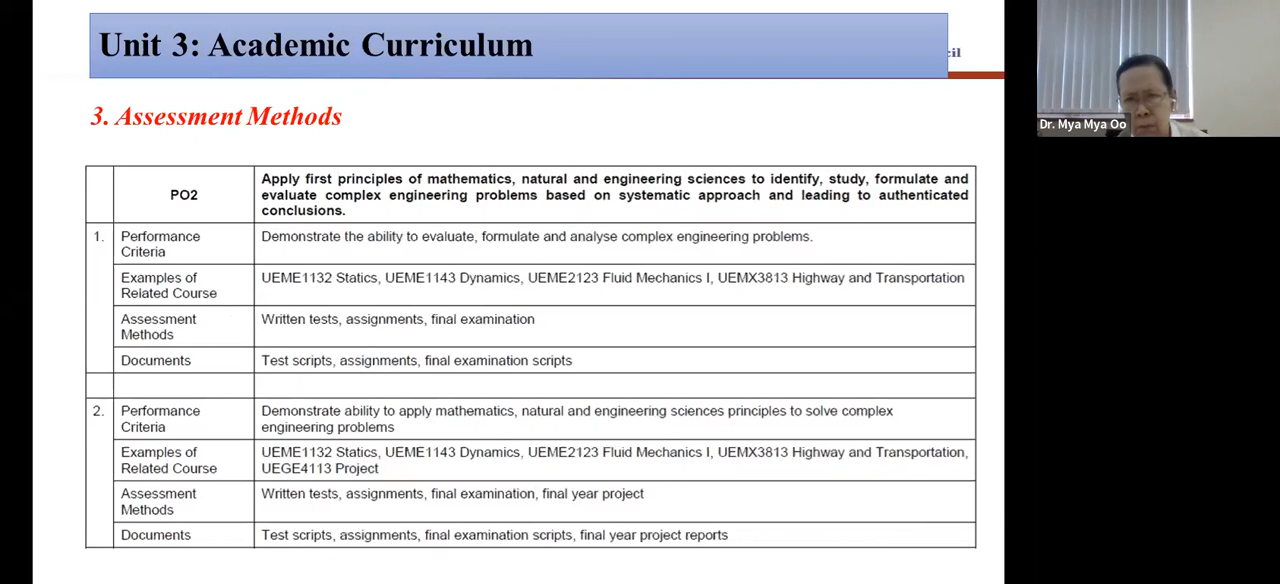 Unit 3: Academic Curriculum
cil
Dr. Mya Mya Oo
3. Assessment Methods
PO2
Apply first principles of mathematics, natural and engineering sciences to identify, study, formulate and
evaluate complex engineering problems based on systematic approach and leading to authenticated
conclusions.
1.
Performance
Criteria
Demonstrate the ability to evaluate, formulate and analyse complex engineering problems.
Examples of
Related Course
UEME1132 Statics, UEME1143 Dynamics, UEME2123 Fluid Mechanics I, UEMX3813 Highway and Transportation
Assessment
Methods
Written tests, assignments, final examination
Documents
Test scripts, assignments, final examination scripts
2.
Performance
Criteria
Demonstrate ability to apply mathematics, natural and engineering sciences principles to solve complex
engineering problems
Examples of
Related Course
UEME1132 Statics, UEME1143 Dynamics, UEME2123 Fluid Mechanics I, UEMX3813 Highway and Transportation,
UEGE4113 Project
Assessment
Methods
Written tests, assignments, final examination, final year project
Documents
Test scripts, assignments, final examination scripts, final year project reports